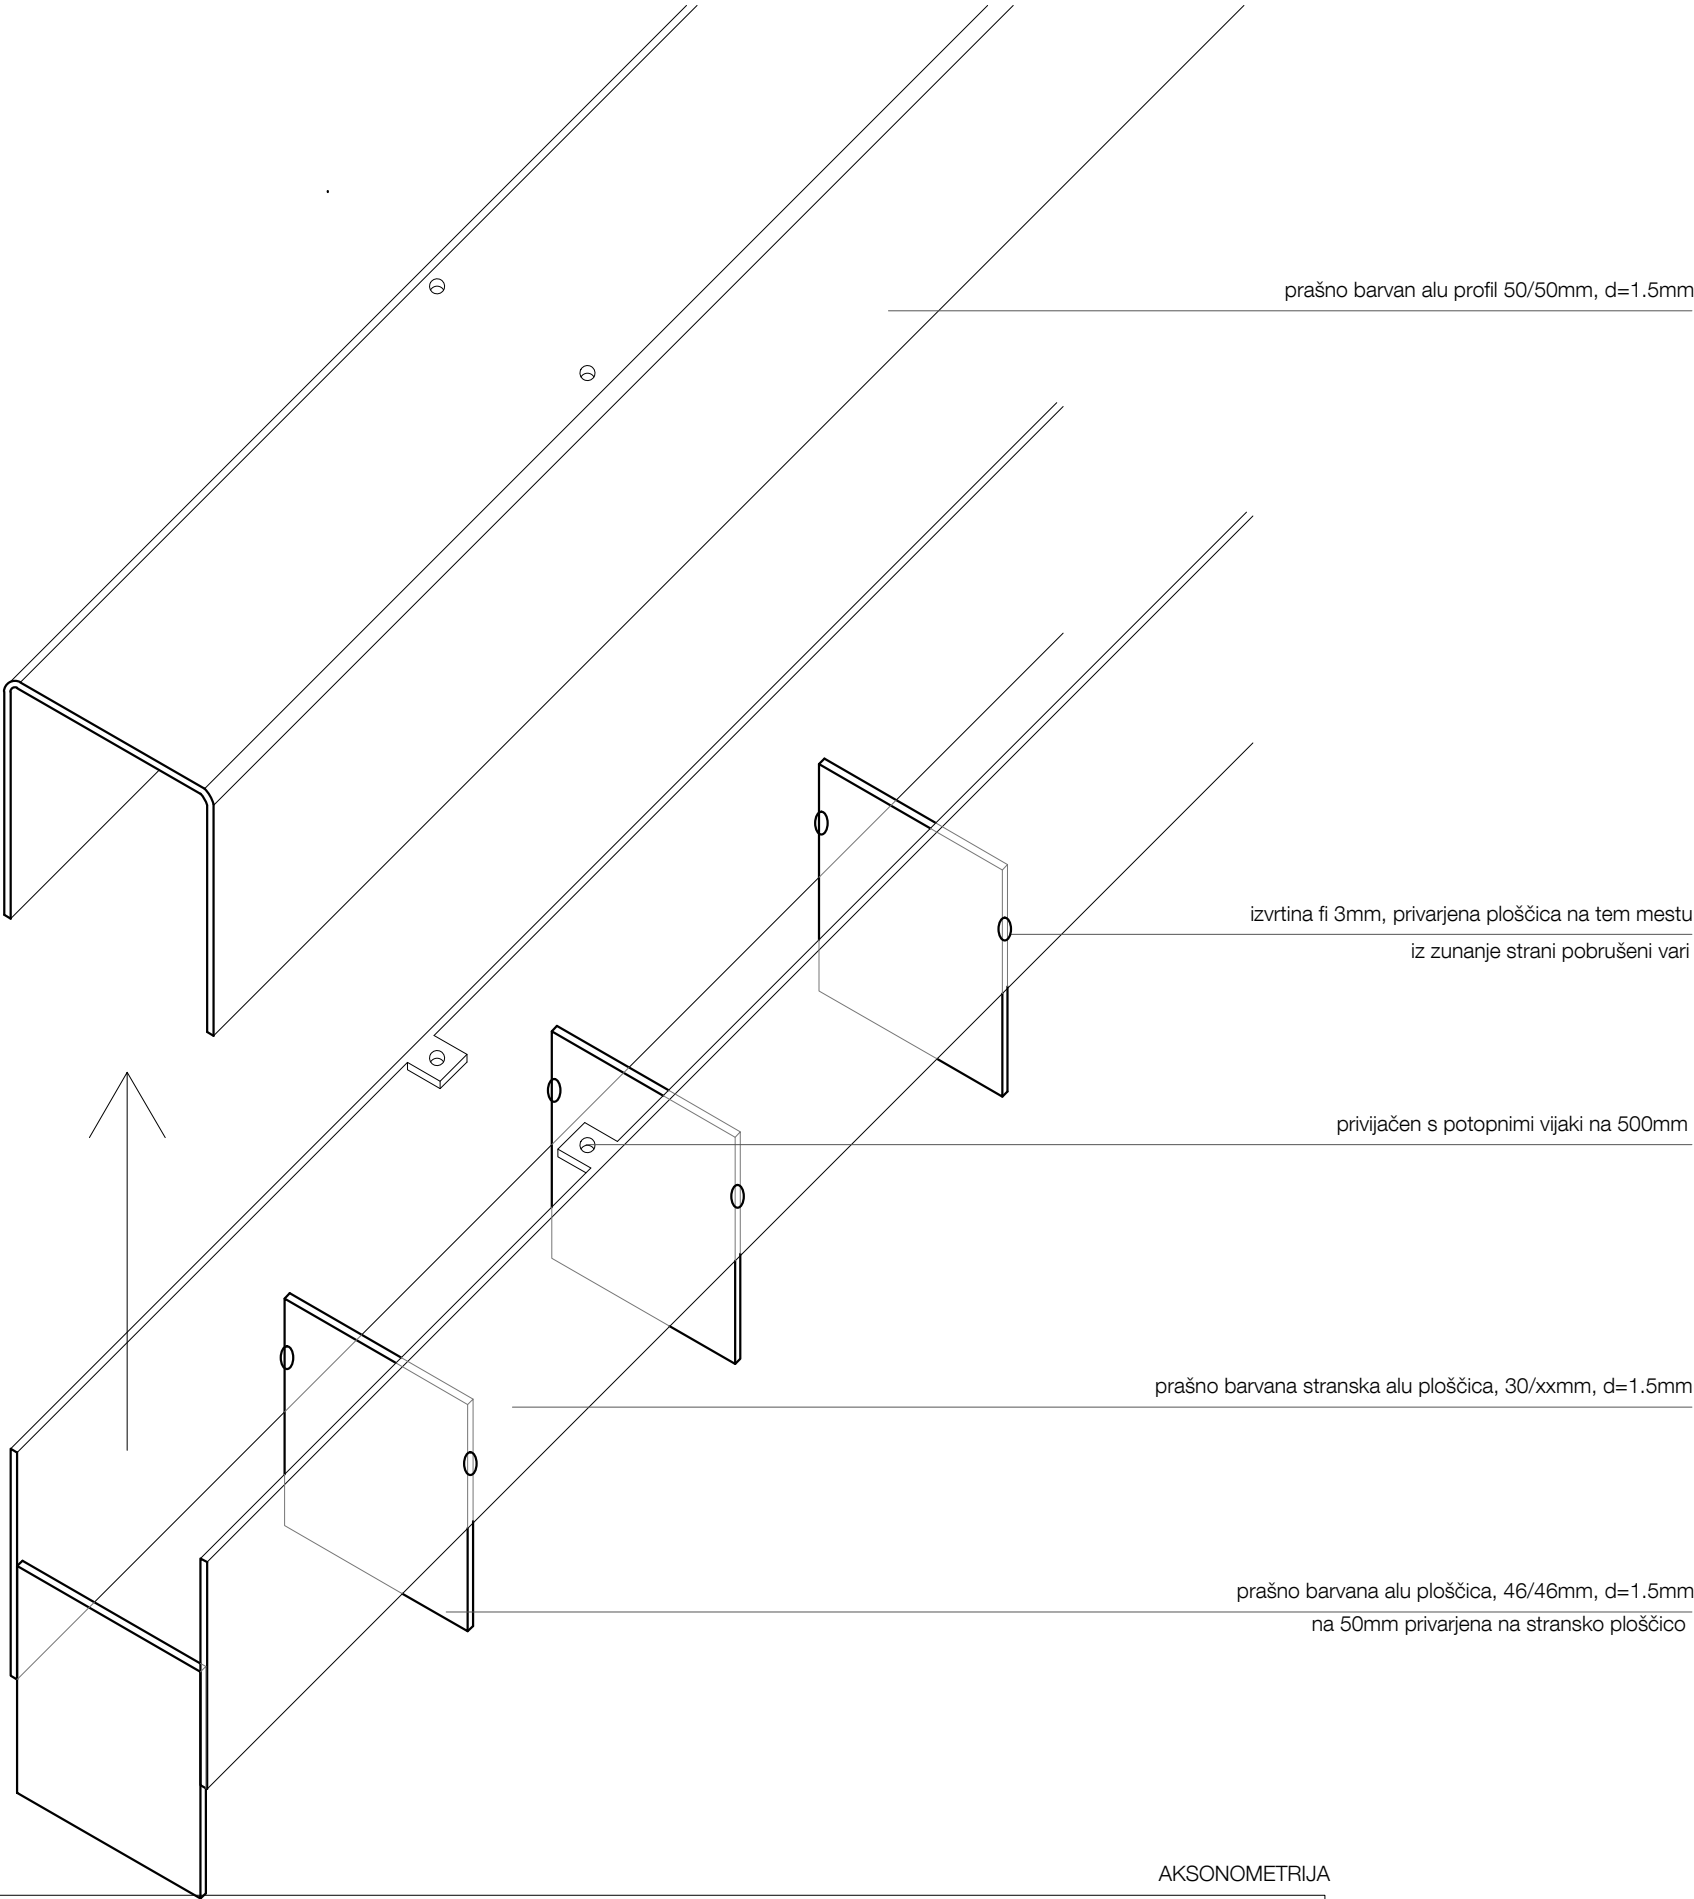 prašno barvan alu profil 50/50mm, d=1.5mm
izvrtina fi 3mm, privarjena ploščica na tem mestu
iz zunanje strani pobrušeni vari
privijačen s potopnimi vijaki na 500mm
prašno barvana stranska alu ploščica, 30/xxmm, d=1.5mm
prašno barvana alu ploščica, 46/46mm, d=1.5mm
na 50mm privarjena na stransko ploščico
AKSONOMETRIJA